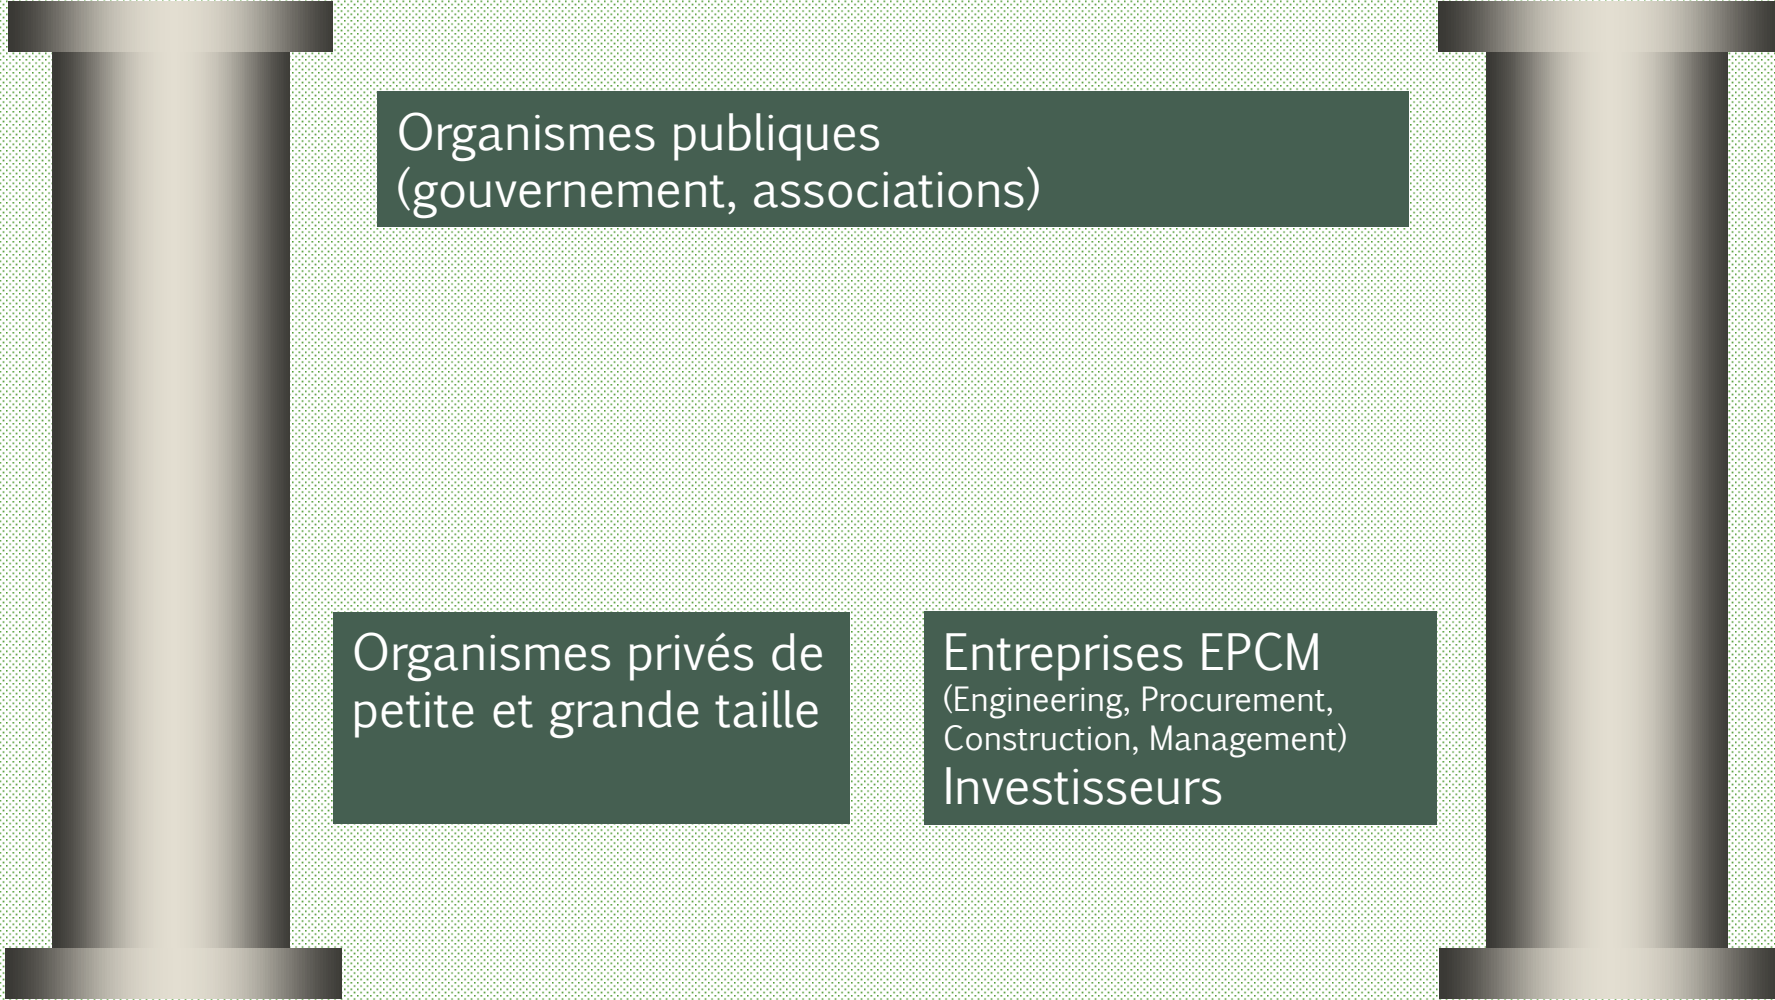 Organismes publiques
(gouvernement, associations)
Organismes privés de
petite et grande taille
Entreprises EPCM
(Engineering, Procurement,
Construction, Management)
Investisseurs